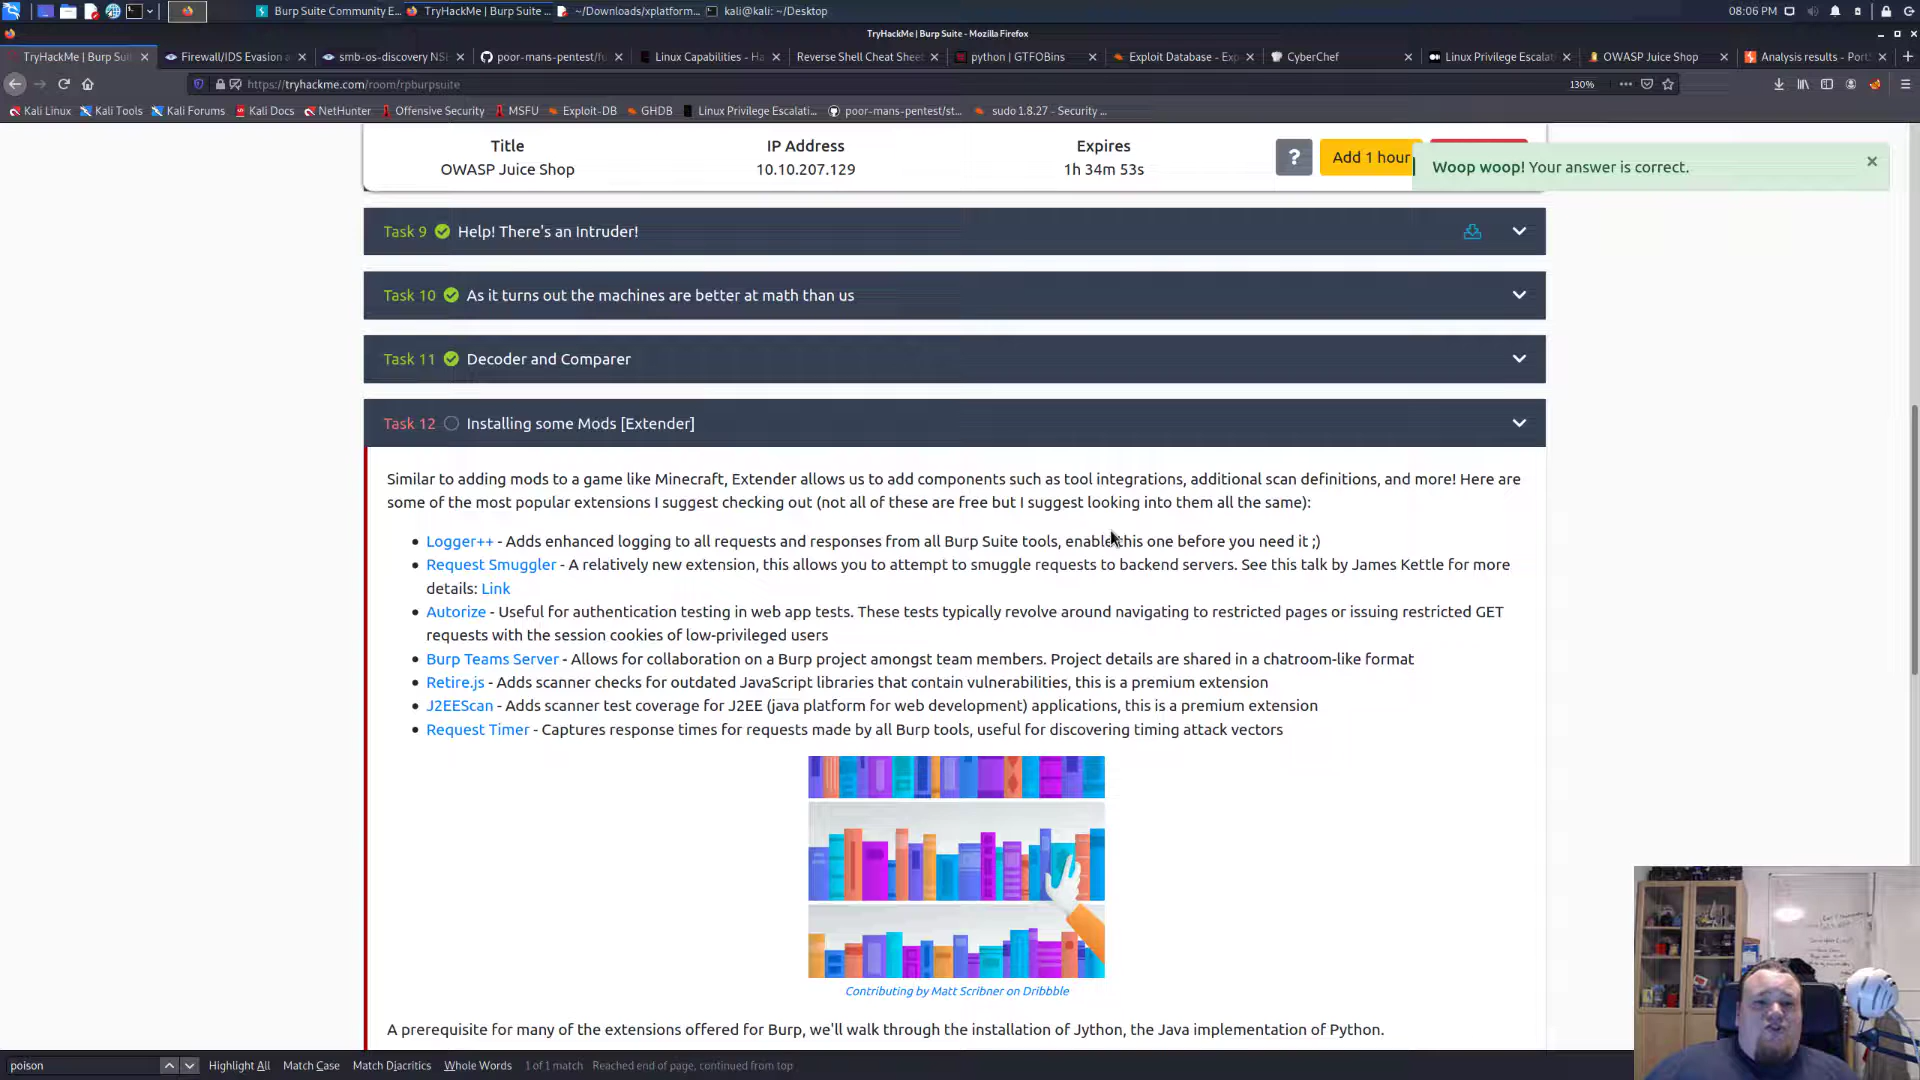 Burp Suite Community E...
TryHackMe | Burp Suite ...
~/Downloads/xplatform...
kali@kali: ~/Desktop
08:06 PM
TryHackMe | Burp Suite - Mozilla Firefox
TryHackMe | Burp Sui
Firewall/IDS Evasion a
smb-os-discovery NSE
poor-mans-pentest/fu
Linux Capabilities - Ha
Reverse Shell Cheat Sheet
python | GTFOBins
Exploit Database - Exp
CyberChef
Linux Privilege Escalat
OWASP Juice Shop
Analysis results - Port
https://tryhackme.com/room/rpburpsuite
130%
Kali Linux
Kali Tools
Kali Forums
Kali Docs
NetHunter
Offensive Security
MSFU
Exploit-DB
GHDB
Linux Privilege Escalati...
poor-mans-pentest/st...
sudo 1.8.27 - Security ...
Title
IP Address
Expires
OWASP Juice Shop
10.10.207.129
1h 34m 53s
?
Add 1 hour
Woop woop! Your answer is correct.
Task 9 Help! There's an Intruder!
Task 10 As it turns out the machines are better at math than us
Task 11 Decoder and Comparer
Task 12 Installing some Mods [Extender]
Similar to adding mods to a game like Minecraft, Extender allows us to add components such as tool integrations, additional scan definitions, and more! Here are
some of the most popular extensions I suggest checking out (not all of these are free but I suggest looking into them all the same):
Logger++ - Adds enhanced logging to all requests and responses from all Burp Suite tools, enable this one before you need it ;)
Request Smuggler - A relatively new extension, this allows you to attempt to smuggle requests to backend servers. See this talk by James Kettle for more
details: Link
Autorize - Useful for authentication testing in web app tests. These tests typically revolve around navigating to restricted pages or issuing restricted GET
requests with the session cookies of low-privileged users
Burp Teams Server - Allows for collaboration on a Burp project amongst team members. Project details are shared in a chatroom-like format
Retire.js - Adds scanner checks for outdated JavaScript libraries that contain vulnerabilities, this is a premium extension
J2EEScan - Adds scanner test coverage for J2EE (java platform for web development) applications, this is a premium extension
Request Timer - Captures response times for requests made by all Burp tools, useful for discovering timing attack vectors
Contributing by Matt Scribner on Dribbble
A prerequisite for many of the extensions offered for Burp, we'll walk through the installation of Jython, the Java implementation of Python.
poison
Highlight All
Match Case
Match Diacritics
Whole Words
1 of 1 match
Reached end of page, continued from top